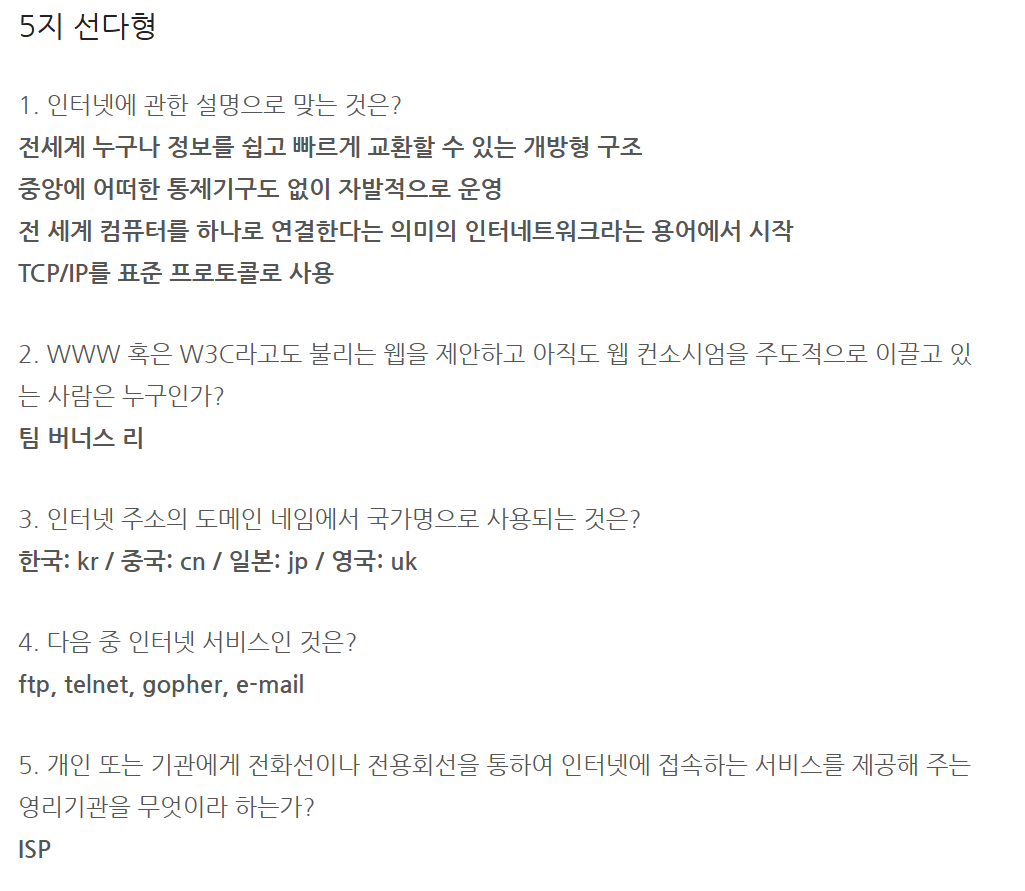 5지 선다형
1. 인터넷에 관한 설명으로 맞는 것은?
전세계 누구나 정보를 쉽고 빠르게 교환할 수 있는 개방형 구조
중앙에 어떠한 통제기구도 없이 자발적으로 운영
전 세계 컴퓨터를 하나로 연결한다는 의미의 인터네트워크라는 용어에서 시작
TCP/IP를 표준 프로토콜로 사용
2. WWW 혹은 W3C라고도 불리는 웹을 제안하고 아직도 웹 컨소시엄을 주도적으로 이끌고 있
는 사람은 누구인가?
팀 버너스 리
3. 인터넷 주소의 도메인 네임에서 국가명으로 사용되는 것은?
한국: kr / 중국: cn / 일본: jp / 영국: uk
4. 다음 중 인터넷 서비스인 것은?
ftp, telnet, gopher, e-mail
5. 개인 또는 기관에게 전화선이나 전용회선을 통하여 인터넷에 접속하는 서비스를 제공해 주는
영리기관을 무엇이라 하는가?
ISP